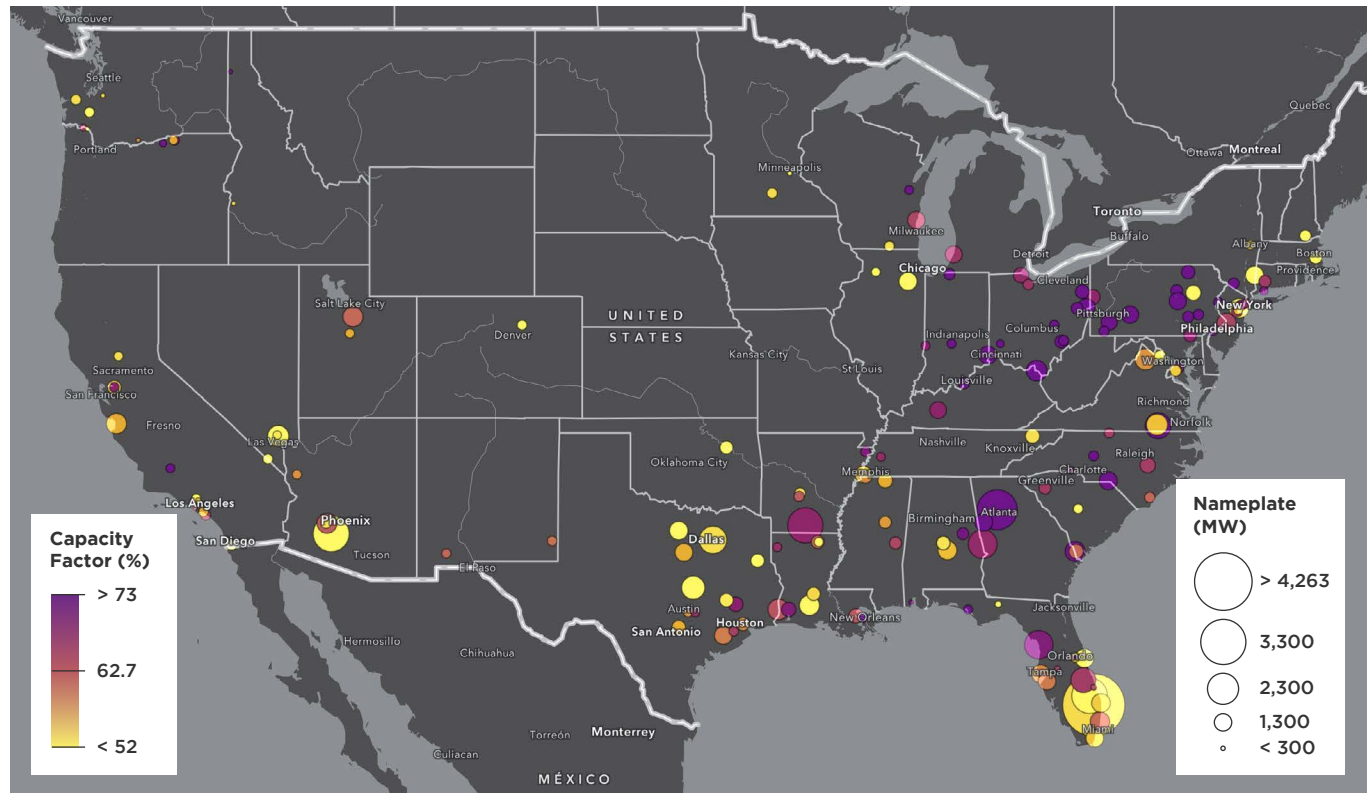 Vancouver
Seattle
Portland
Quebec
Ottawa
Montreal
Minneapolis
Toronto
Milwaukee
Buffalo
Albany
Detroit
Boston
Chicago
Cleveland
Providence
Salt Lake City
UNITED
STATES
Denver
New York
Pittsburgh
Indianapolis
Columbus
Philadelphia
Kansas City
Cincinnati
Washington
Sacramento
St Louis
Louisville
San Francisco
Richmond
Fresno
Norfolk
Las Vegas
Nashville
Knoxville
Raleigh
Oklahoma City
Memphis
Charlotte
Greenville
Los Angeles
Phoenix
Birmingham
Atlanta
San Diego
Tucson
Dallas
El Paso
Austin
Jacksonville
Houston
New Orleans
San Antonio
Hermosillo
Chihuahua
Orlando
Tampa
Torreón
Monterrey
Miami
Culiacan
MÉXICO
Capacity
Factor (%)
> 73
62.7
< 52
Nameplate
(MW)
> 4,263
3,300
2,300
1,300
< 300